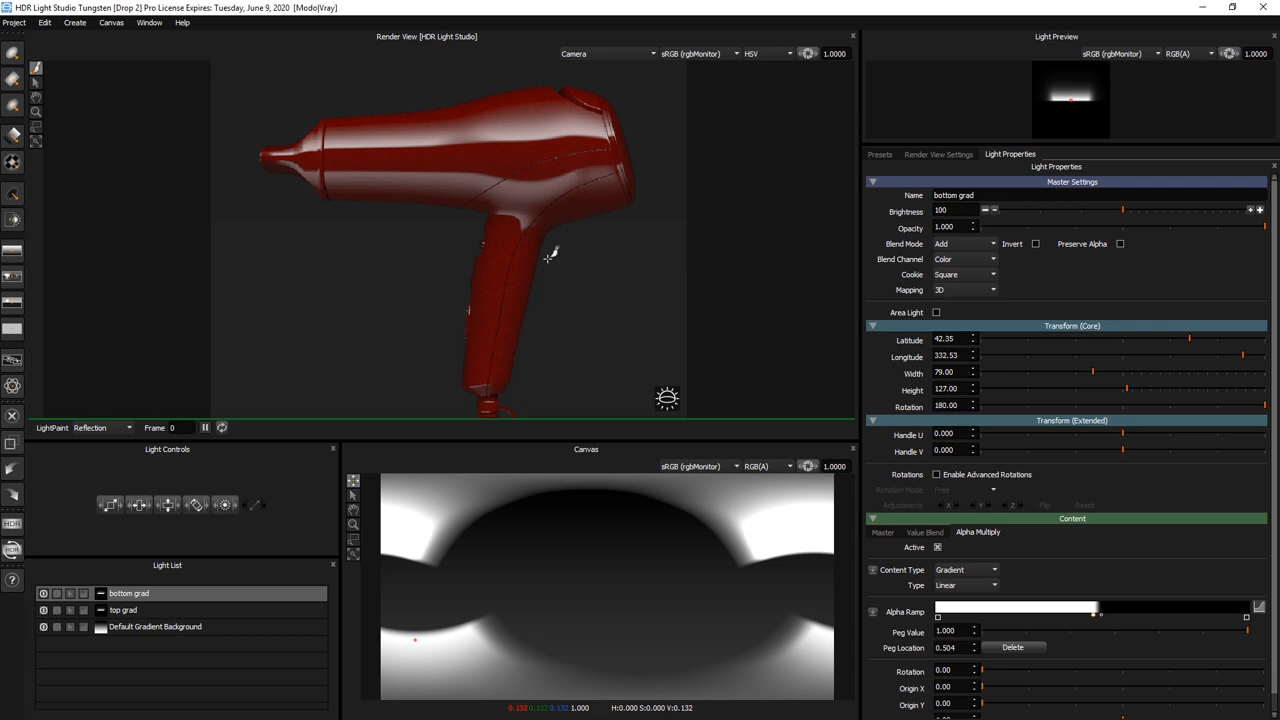 HDR Light Studio Tungsten [Drop 2] Pro License Expires: Tuesday, June 9, 2020 [Modo|Vray]
Project Edit Create Canvas Window Help
Render View [HDR Light Studio]
Camera sRGB (rgbMonitor) HSV 1.0000
LightPaint Reflection Frame 0
Light Controls
Light List
bottom grad
top grad
Default Gradient Background
Canvas
sRGB (rgbMonitor) RGB(A) 1.0000
0.132 0.132 0.132 1.000 H:0.000 S:0.000 V:0.132
Light Preview
sRGB (rgbMonitor) RGB(A) 1.0000
Presets Render View Settings Light Properties
Light Properties
Master Settings
Name bottom grad
Brightness 100
Opacity 1.000
Blend Mode Add Invert Preserve Alpha
Blend Channel Color
Cookie Square
Mapping 3D
Area Light
Transform (Core)
Latitude 42.35
Longitude 332.53
Width 79.00
Height 127.00
Rotation 180.00
Transform (Extended)
Handle U 0.000
Handle V 0.000
Rotations Enable Advanced Rotations
Rotation Mode Free
Adjustments X Y Z Flip Reset
Content
Master Value Blend Alpha Multiply
Active
Content Type Gradient
Type Linear
Alpha Ramp
Peg Value 1.000
Peg Location 0.504 Delete
Rotation 0.00
Origin X 0.00
Origin Y 0.00
HDR
HDR
?